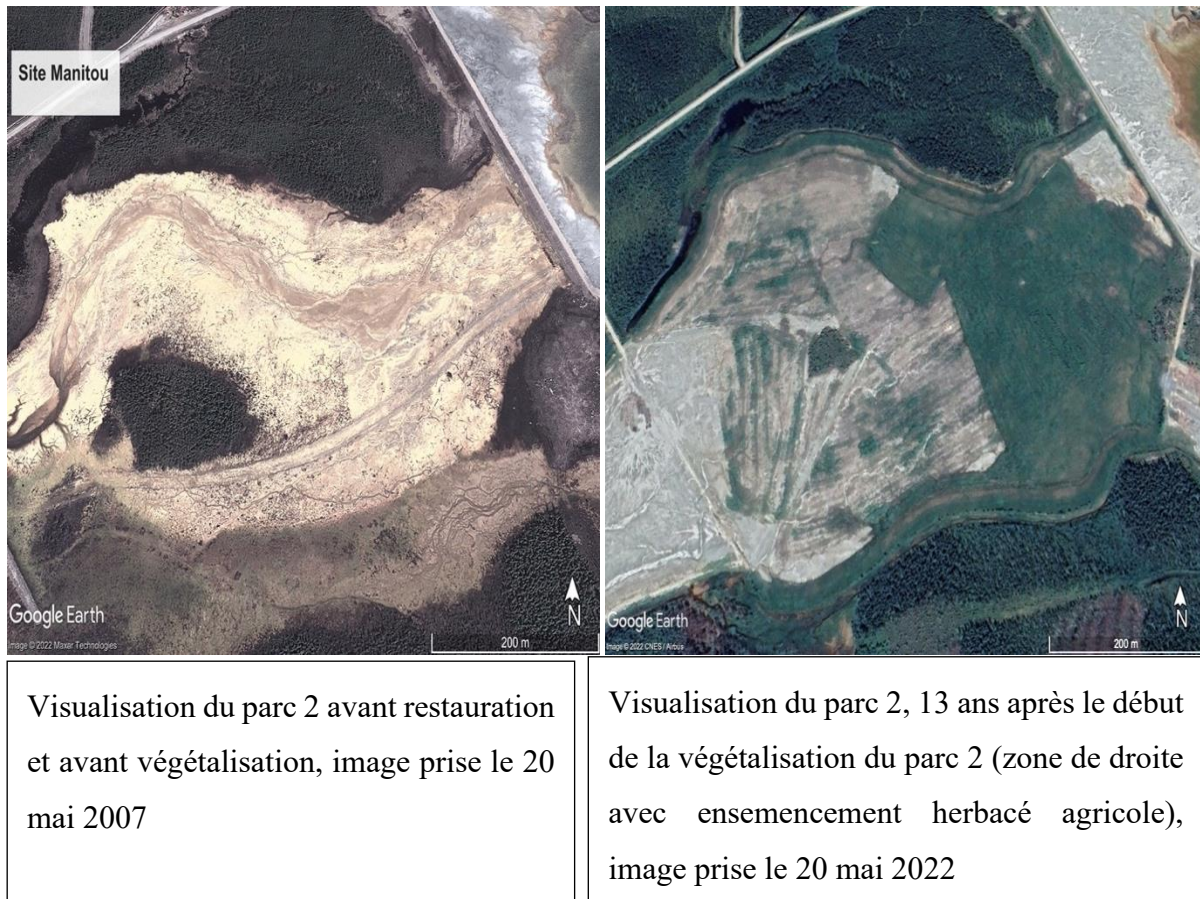 Site Manitou
Google Earth
Image © 2022 Maxar Technologies
200 m
N
Google Earth
Image © 2022 CNES / Airbus
200 m
N
Visualisation du parc 2 avant restauration
et avant végétalisation, image prise le 20
mai 2007
Visualisation du parc 2, 13 ans après le début
de la végétalisation du parc 2 (zone de droite
avec ensemencement herbacé agricole),
image prise le 20 mai 2022